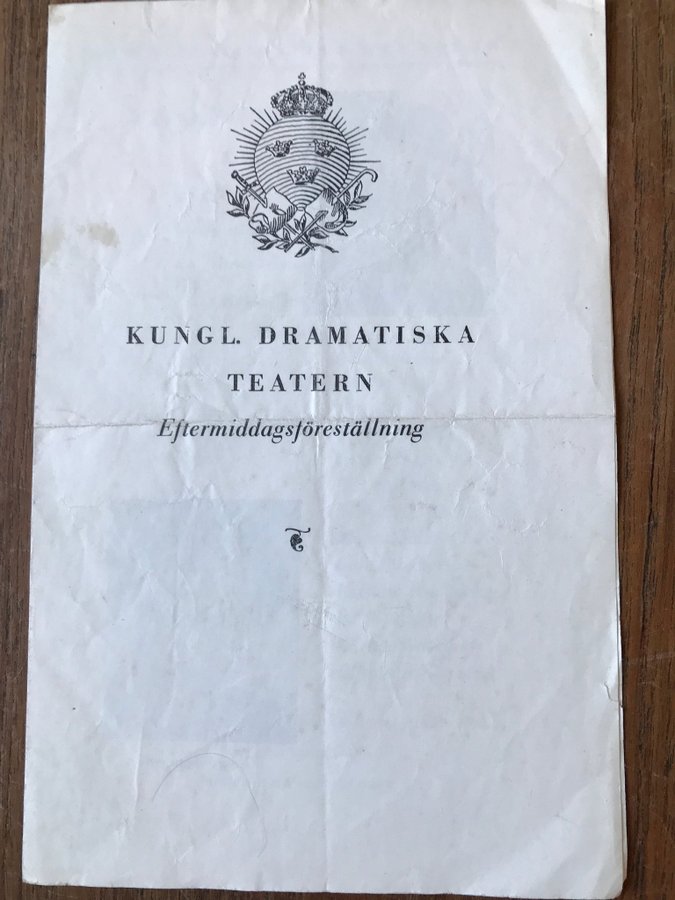 KUNGL. DRAMATISKA
TEATERN
Eftermiddagsföreställning